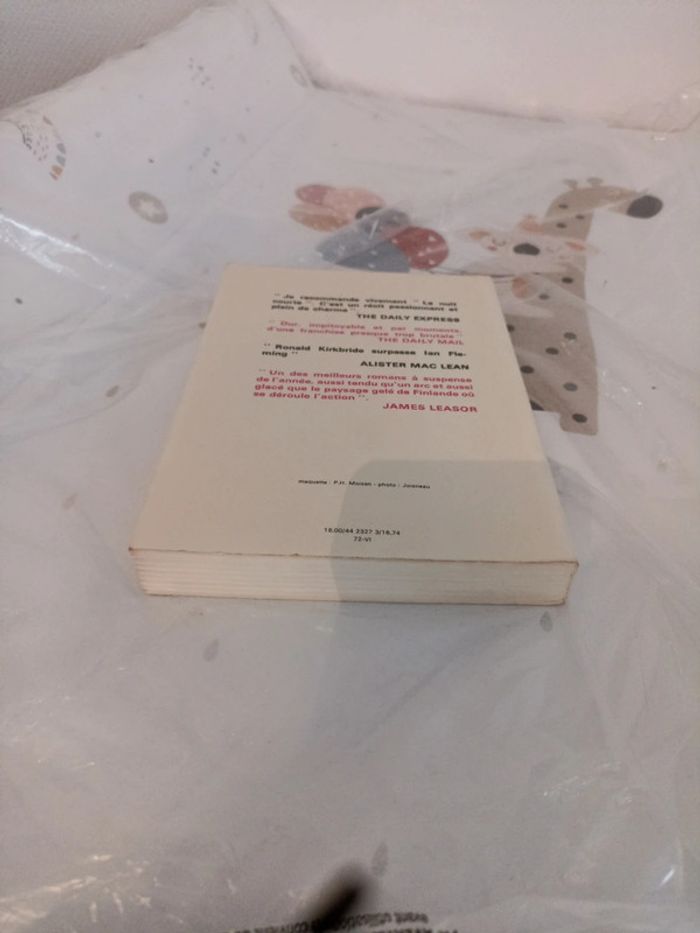 " Je recommande vivement " La nuit
courte ". C'est un récit passionnant et
plein de charme ".
THE DAILY EXPRESS
" Dur, impitoyable et par moments,
d'une franchise presque trop brutale "
THE DAILY MAIL
" Ronald Kirkbride surpasse Ian Fle-
ming "
ALISTER MAC LEAN
" Un des meilleurs romans à suspense
de l'année, aussi tendu qu'un arc et aussi
glacé que le paysage gelé de Finlande où
se déroule l'action ".
JAMES LEASOR
maquette : P.H. Moisan - photo : Joisneau
18.00/44 2327 3/16,74
72-VI